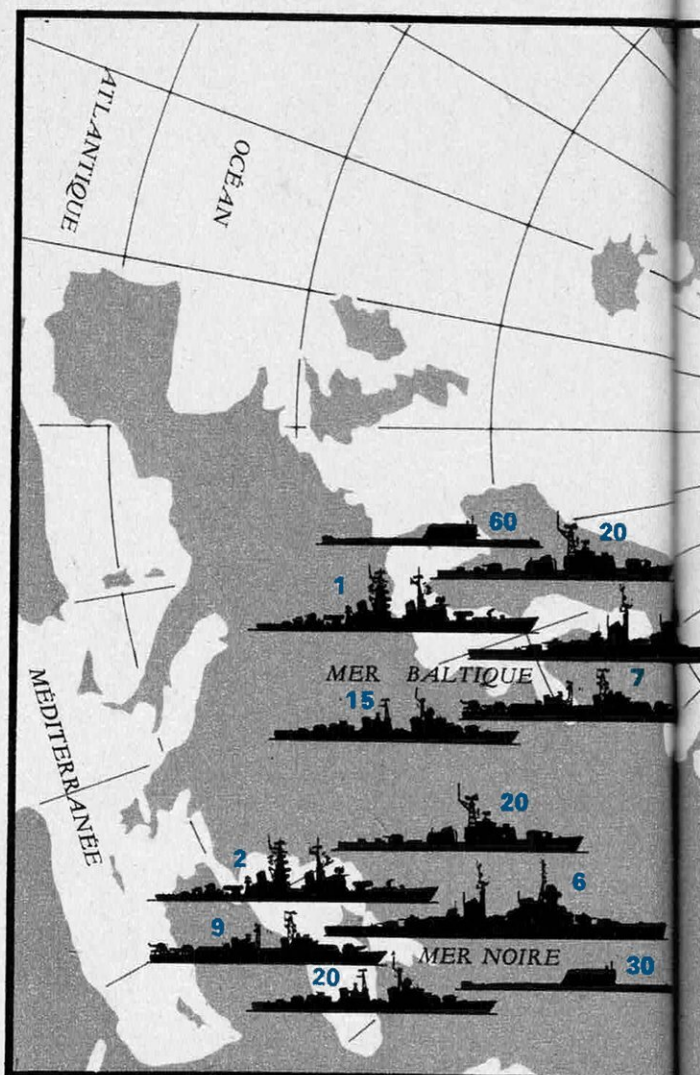 ATLANTIQUE
OCÉAN
60
20
1
MER BALTIQUE
7
15
MÉDITERRANÉE
20
2
6
9
MER NOIRE
30
20